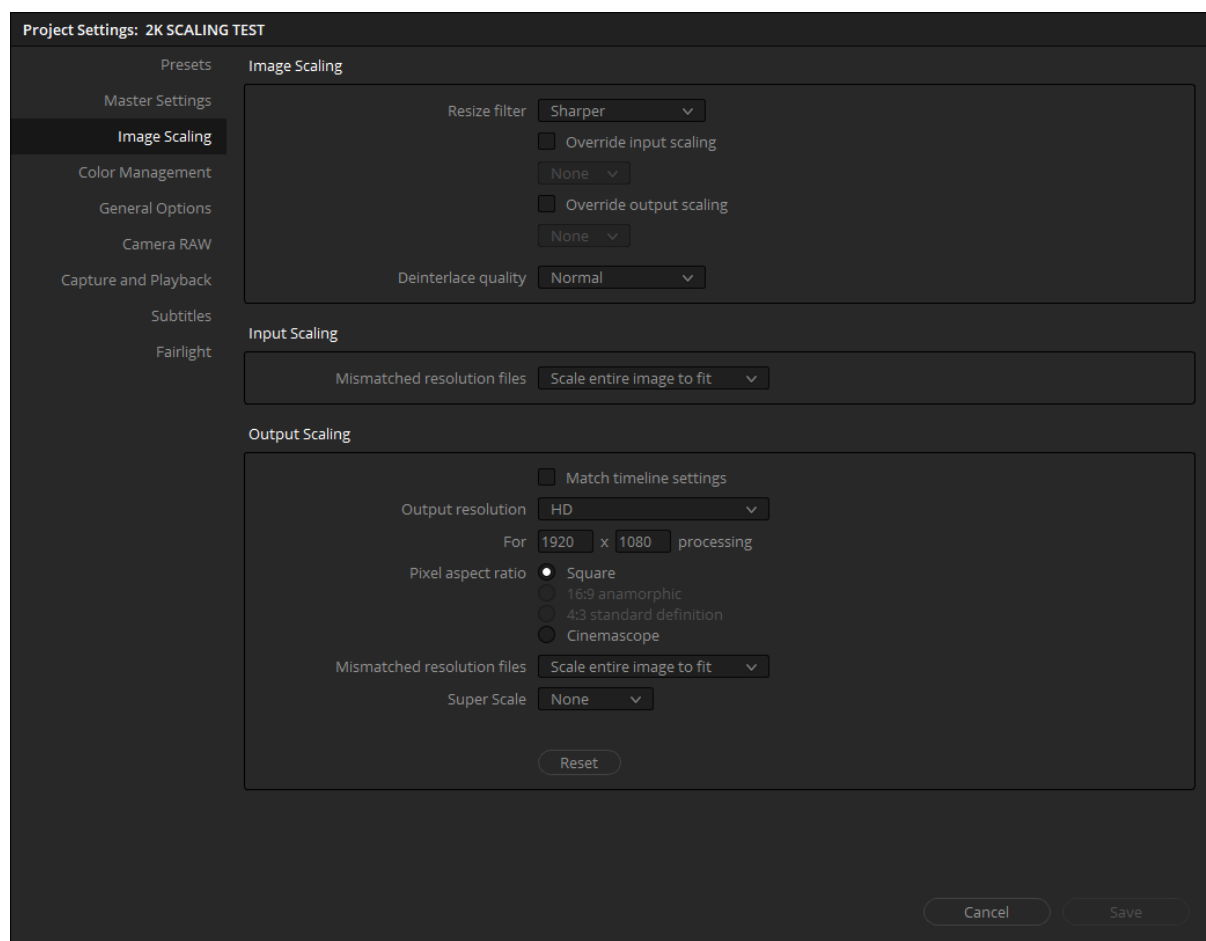 Project Settings: 2K SCALING TEST
Presets
Master Settings
Image Scaling
Color Management
General Options
Camera RAW
Capture and Playback
Subtitles
Fairlight
Image Scaling
Resize filter Sharper
Override input scaling
None
Override output scaling
None
Deinterlace quality Normal
Input Scaling
Mismatched resolution files Scale entire image to fit
Output Scaling
Match timeline settings
Output resolution HD
For 1920 x 1080 processing
Pixel aspect ratio Square
16:9 anamorphic
4:3 standard definition
Cinemascope
Mismatched resolution files Scale entire image to fit
Super Scale None
Reset
Cancel Save